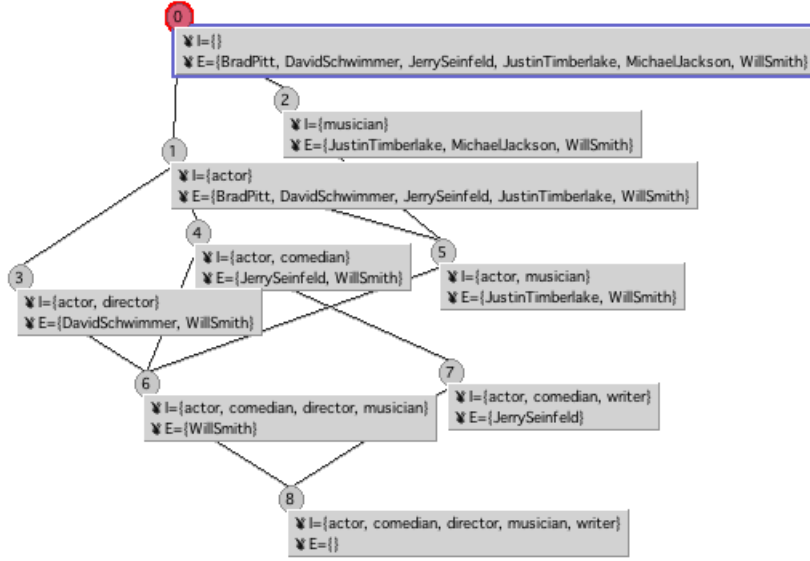 0
I={}
E={BradPitt, DavidSchwimmer, JerrySeinfeld, JustinTimberlake, MichaelJackson, WillSmith}
2
I={musician}
E={JustinTimberlake, MichaelJackson, WillSmith}
1
I={actor}
E={BradPitt, DavidSchwimmer, JerrySeinfeld, JustinTimberlake, WillSmith}
4
I={actor, comedian}
E={JerrySeinfeld, WillSmith}
5
I={actor, musician}
E={JustinTimberlake, WillSmith}
3
I={actor, director}
E={DavidSchwimmer, WillSmith}
6
I={actor, comedian, director, musician}
E={WillSmith}
7
I={actor, comedian, writer}
E={JerrySeinfeld}
8
I={actor, comedian, director, musician, writer}
E={}